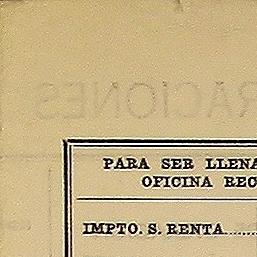 PARA SER LLENA
OFICINA REC
IMPTO. S. RENTA......